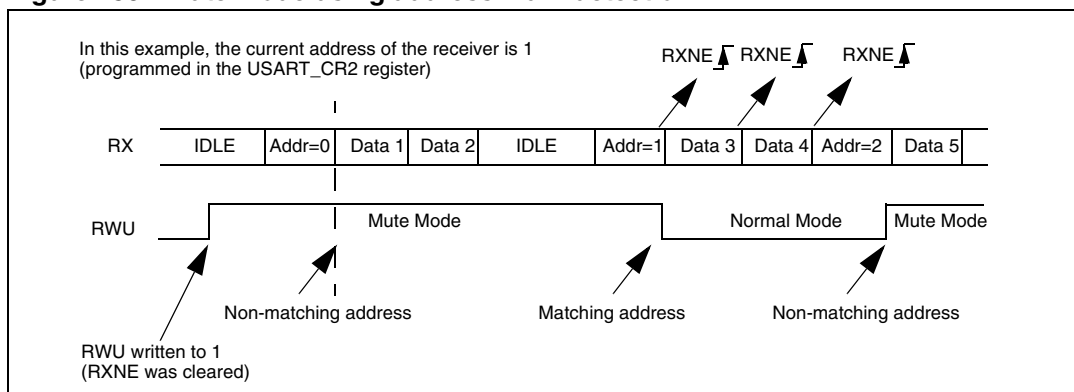 In this example, the current address of the receiver is 1
(programmed in the USART_CR2 register)
RXNE RXNE RXNE
RX IDLE Addr=0 Data 1 Data 2 IDLE Addr=1 Data 3 Data 4 Addr=2 Data 5
RWU Mute Mode Normal Mode Mute Mode
Non-matching address Matching address Non-matching address
RWU written to 1
(RXNE was cleared)